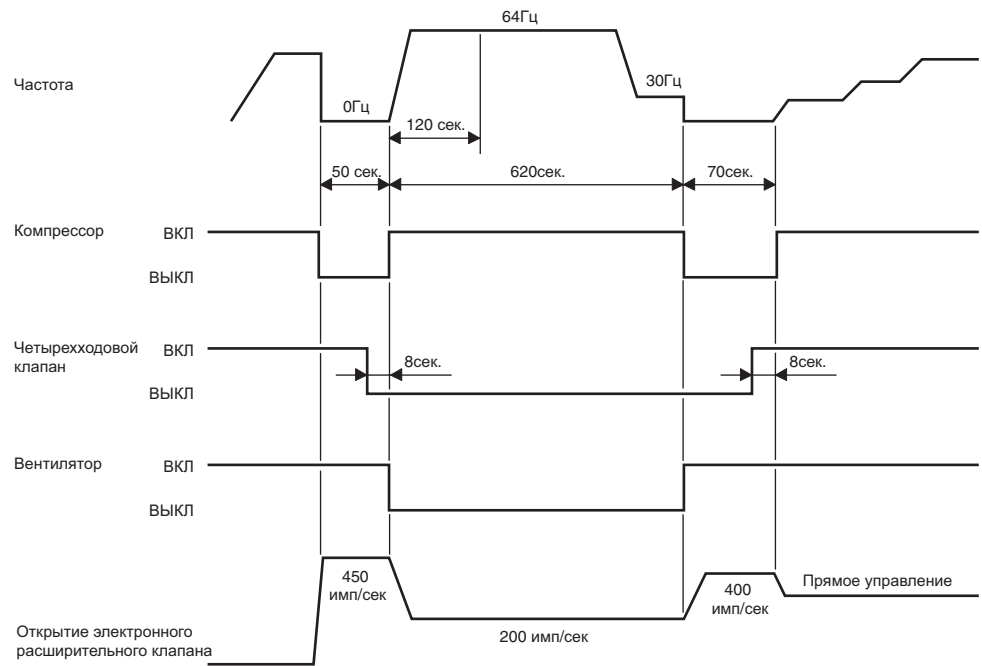 64Гц
Частота
0Гц
30Гц
120 сек.
50 сек.
620сек.
70сек.
Компрессор
ВКЛ
ВЫКЛ
Четырехходовой
клапан
ВКЛ
8сек.
8сек.
ВЫКЛ
Вентилятор
ВКЛ
ВЫКЛ
450
имп/сек
400
имп/сек
Прямое управление
Открытие электронного
расширительного клапана
200 имп/сек